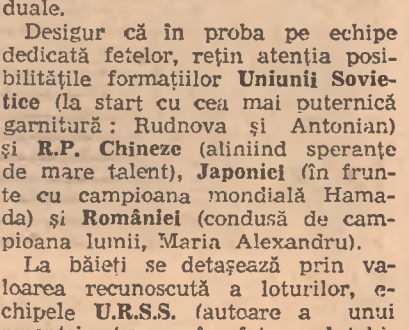 duale.
Desigur că în proba pe echipe
dedicată fetelor, rețin atenția posi-
bilitățile formațiilor Uniunii Sovie-
tice (la start cu cea mai puternică
garnitură : Rudnova și Antonian)
și R.P. Chineze (aliniind speranțe
de mare talent), Japoniei (în frun-
te cu campioana mondială Hama-
da) și României (condusă de cam-
pioana lumii, Maria Alexandru).
La băieți se detașează prin va-
loarea recunoscută a loturilor, e-
chipele U.R.S.S. (autoare a unui